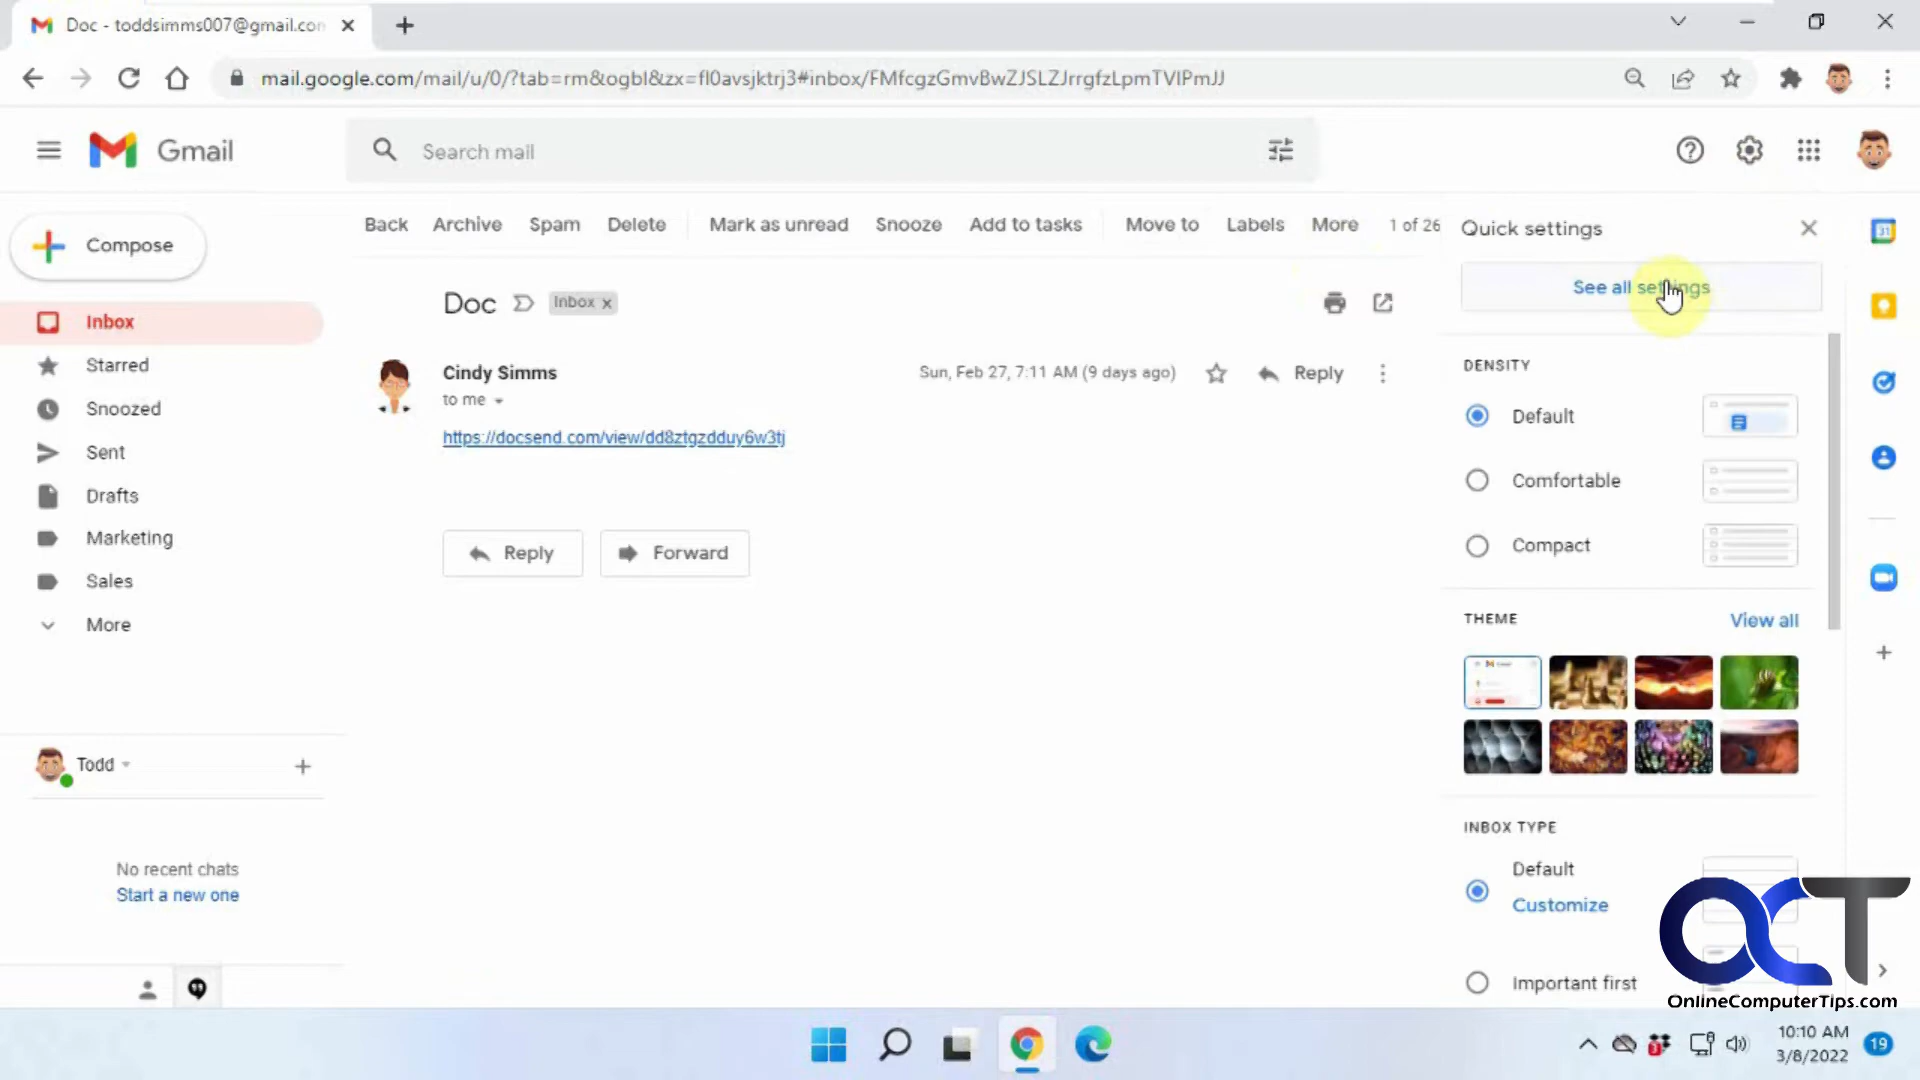 Doc - toddsimms007@gmail.con
mail.google.com/mail/u/0/?tab=rm&ogbl&zx=fl0avsjktrj3#inbox/FMfcgzGmvBwZJSLZJrrgfzLpmTVlPmJJ
Gmail
Search mail
Compose
Inbox
Starred
Snoozed
Sent
Drafts
Marketing
Sales
More
Todd
No recent chats
Start a new one
Back Archive Spam Delete Mark as unread Snooze Add to tasks Move to Labels More 1 of 26
Doc Inbox x
Cindy Simms Sun, Feb 27, 7:11 AM (9 days ago) Reply
to me
https://docsend.com/view/dd8ztgzdduy6w3tj
Reply Forward
Quick settings
See all settings
DENSITY
Default
Comfortable
Compact
THEME View all
INBOX TYPE
Default
Customize
Important first
31
OCT
OnlineComputerTips.com
10:10 AM
3/8/2022
19